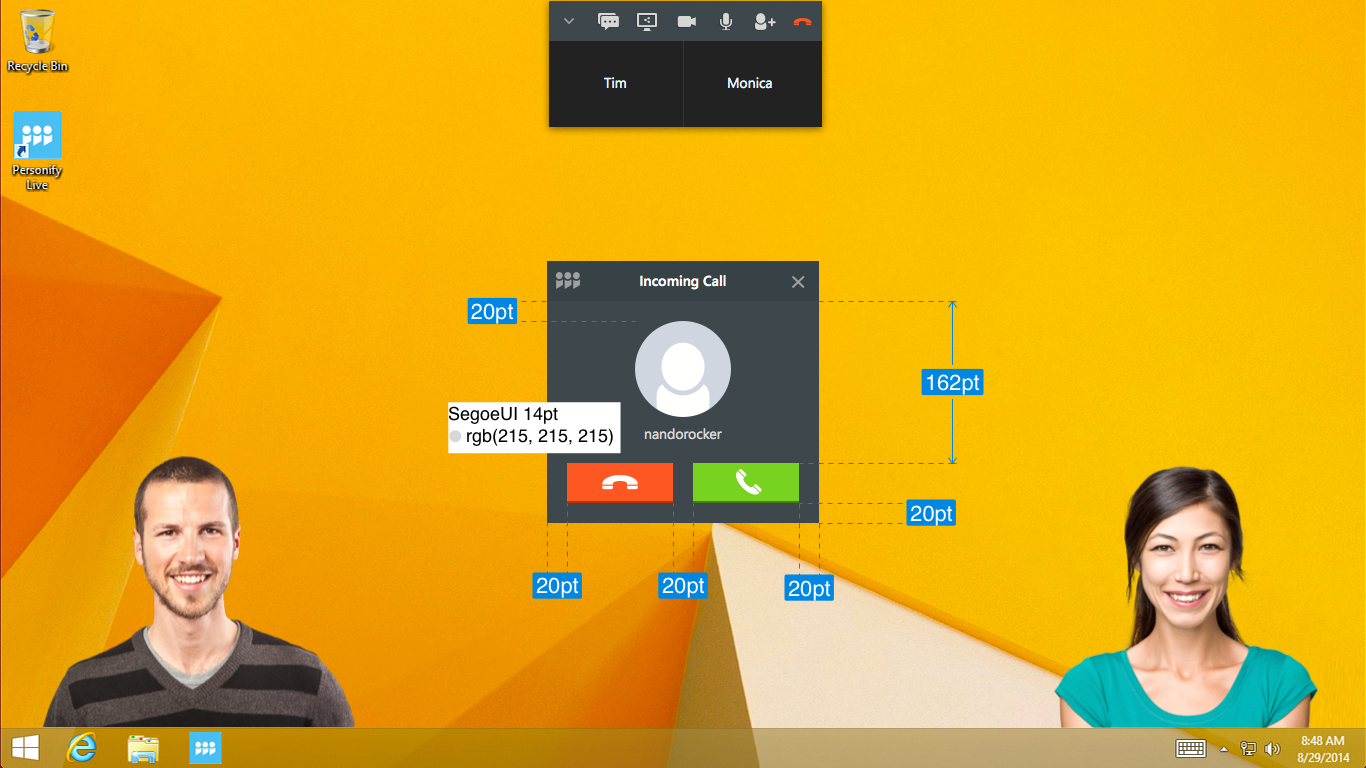 Recycle Bin
Personify
Live
Tim
Monica
Incoming Call
20pt
162pt
SegoeUI 14pt
rgb(215, 215, 215)
nandorocker
20pt
20pt
20pt
20pt
8:48 AM
8/29/2014